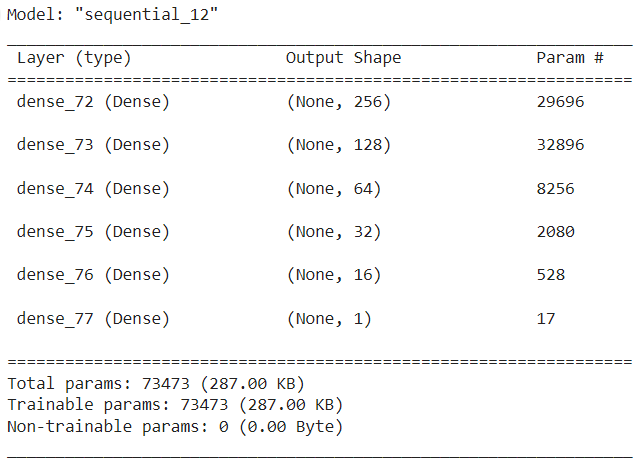 Model: "sequential_12"
_________________________________________________________________
Layer (type)                Output Shape              Param #
=================================================================
dense_72 (Dense)            (None, 256)               29696
dense_73 (Dense)            (None, 128)               32896
dense_74 (Dense)            (None, 64)                8256
dense_75 (Dense)            (None, 32)                2080
dense_76 (Dense)            (None, 16)                528
dense_77 (Dense)            (None, 1)                 17
=================================================================
Total params: 73473 (287.00 KB)
Trainable params: 73473 (287.00 KB)
Non-trainable params: 0 (0.00 Byte)
_________________________________________________________________